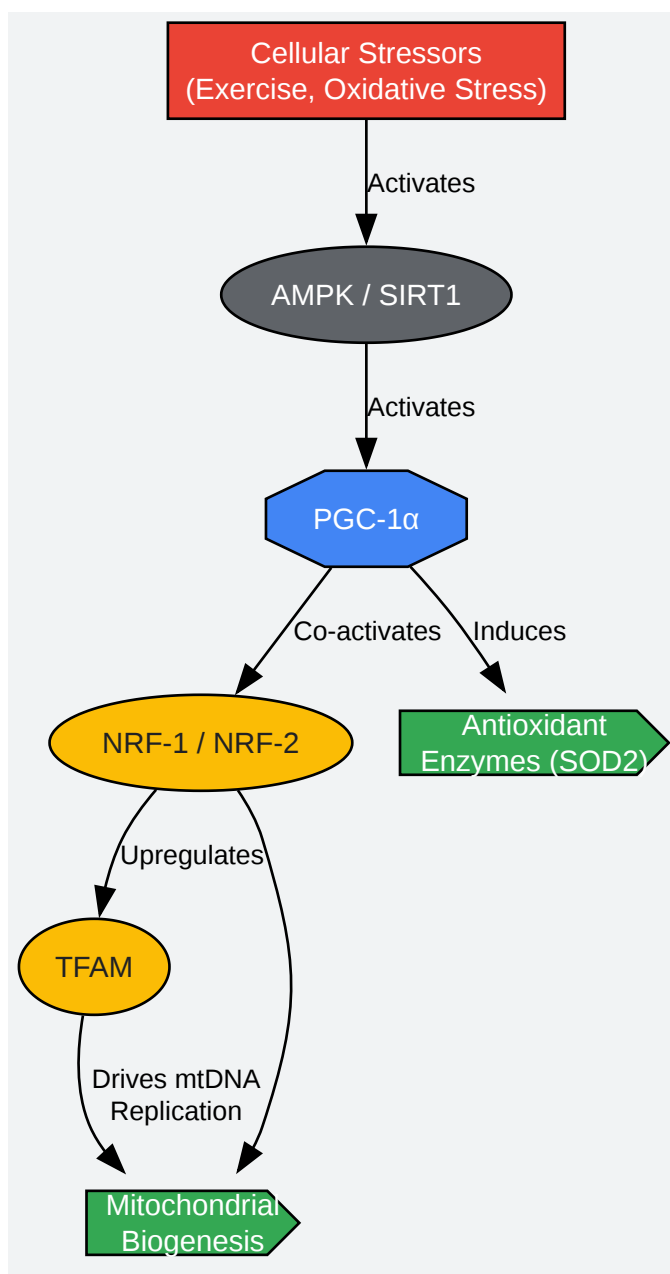 Cellular Stressors
(Exercise, Oxidative Stress)
Activates
AMPK / SIRT1
Activates
PGC-1α
Co-activates
Induces
NRF-1 / NRF-2
Antioxidant
Enzymes (SOD2)
Upregulates
TFAM
Drives mtDNA
Replication
Mitochondrial
Biogenesis